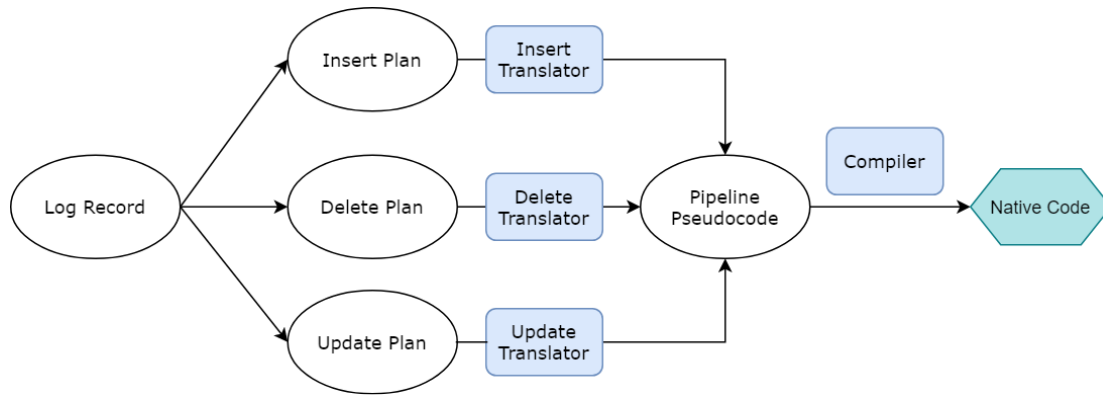 Log Record
Insert Plan
Insert
Translator
Delete Plan
Delete
Translator
Update Plan
Update
Translator
Pipeline
Pseudocode
Compiler
Native Code